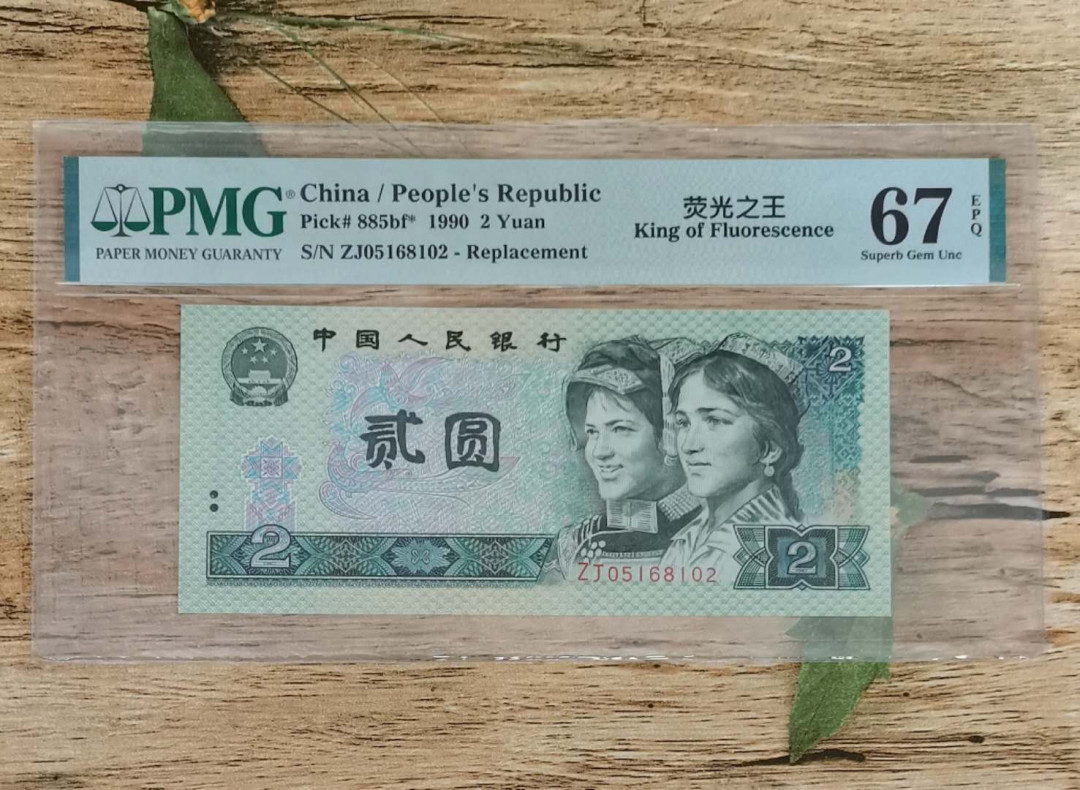 PMG®
PAPER MONEY GUARANTY
China / People's Republic
Pick# 885bf* 1990 2 Yuan
S/N ZJ05168102 - Replacement
荧光之王
King of Fluorescence
67
EPQ
Superb Gem Unc
中国人民银行
2
贰圆
2
ZJ05168102
2